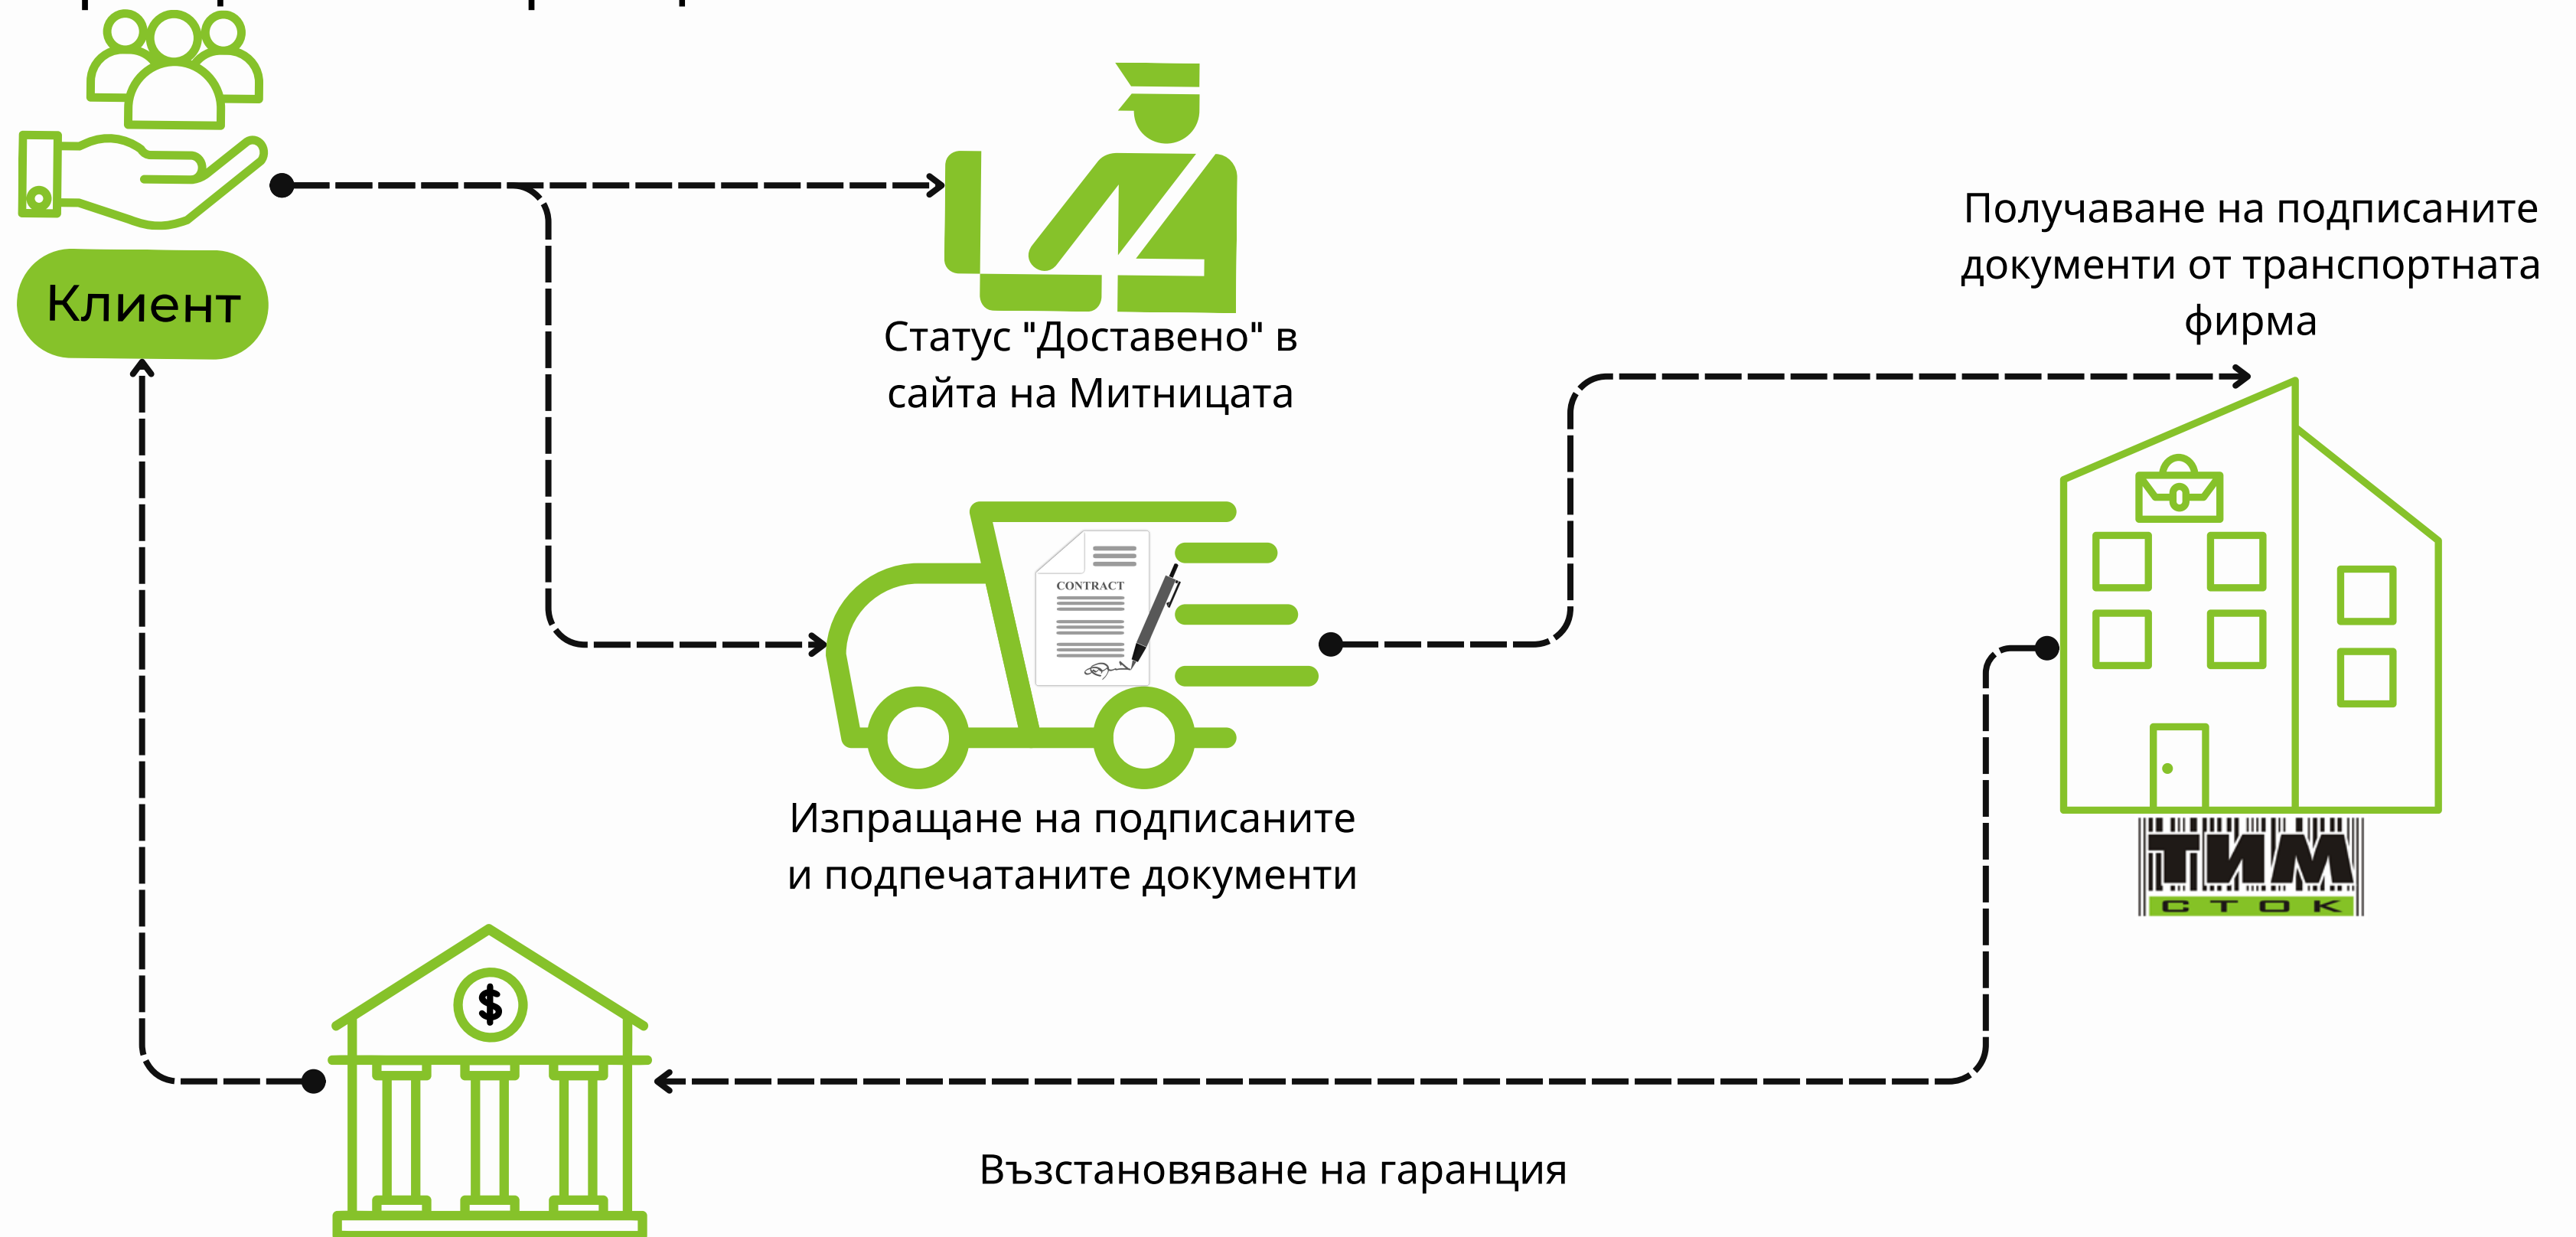 Клиент
Статус "Доставено" в
сайта на Митницата
Получаване на подписаните
документи от транспортната
фирма
CONTRACT
Изпращане на подписаните
и подпечатаните документи
ТИМ
СТОК
$
Възстановяване на гаранция